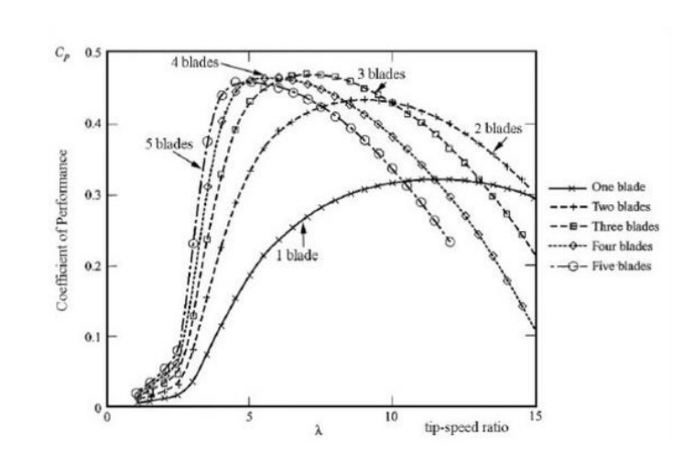 C_P 0.5
4 blades
3 blades
0.4
2 blades
5 blades
Coefficient of Performance
0.3
One blade
Two blades
Three blades
1 blade
Four blades
0.2
Five blades
0.1
0
0 5 10 15
λ tip-speed ratio